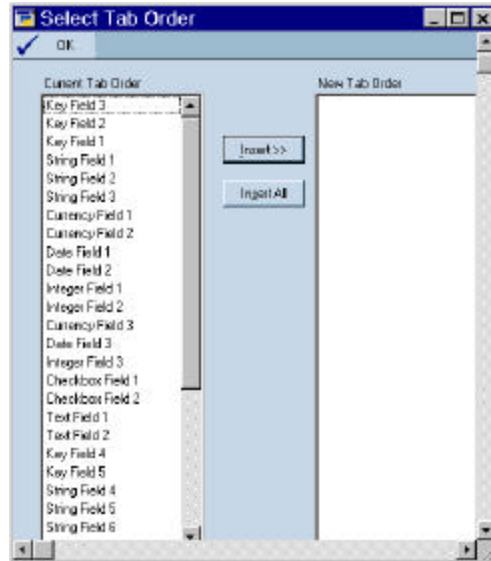 Select Tab Order
OK
Current Tab Order
New Tab Order
Key Field 3
Key Field 2
Key Field 1
String Field 1
String Field 2
String Field 3
Currency Field 1
Currency Field 2
Date Field 1
Date Field 2
Integer Field 1
Integer Field 2
Currency Field 3
Date Field 3
Integer Field 3
Checkbox Field 1
Checkbox Field 2
Text Field 1
Text Field 2
Key Field 4
Key Field 5
String Field 4
String Field 5
String Field 6
Insert >>
Insert All